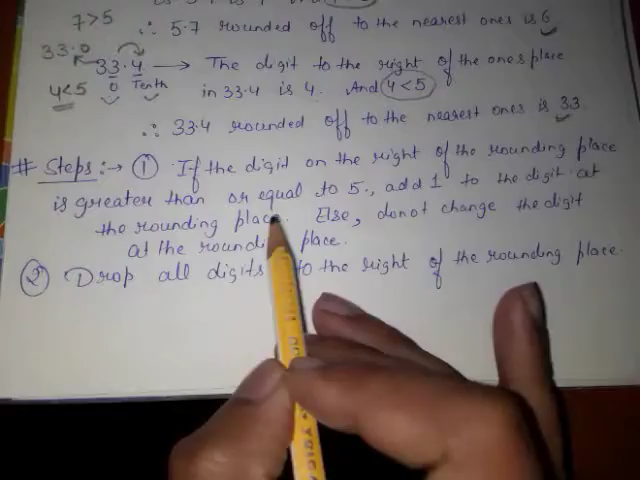 7>5
∴ 5.7 rounded off to the nearest ones is 6
33.0
33.4 → The digit to the right of the ones place
4<5 0 Tenth in 33.4 is 4. And 4<5
∴ 33.4 rounded off to the nearest ones is 33.
# Steps:→ ① If the digit on the right of the rounding place
is greater than or equal to 5., add 1 to the digit at
the rounding place. Else, do not change the digit
at the rounding place.
② Drop all digits to the right of the rounding place.